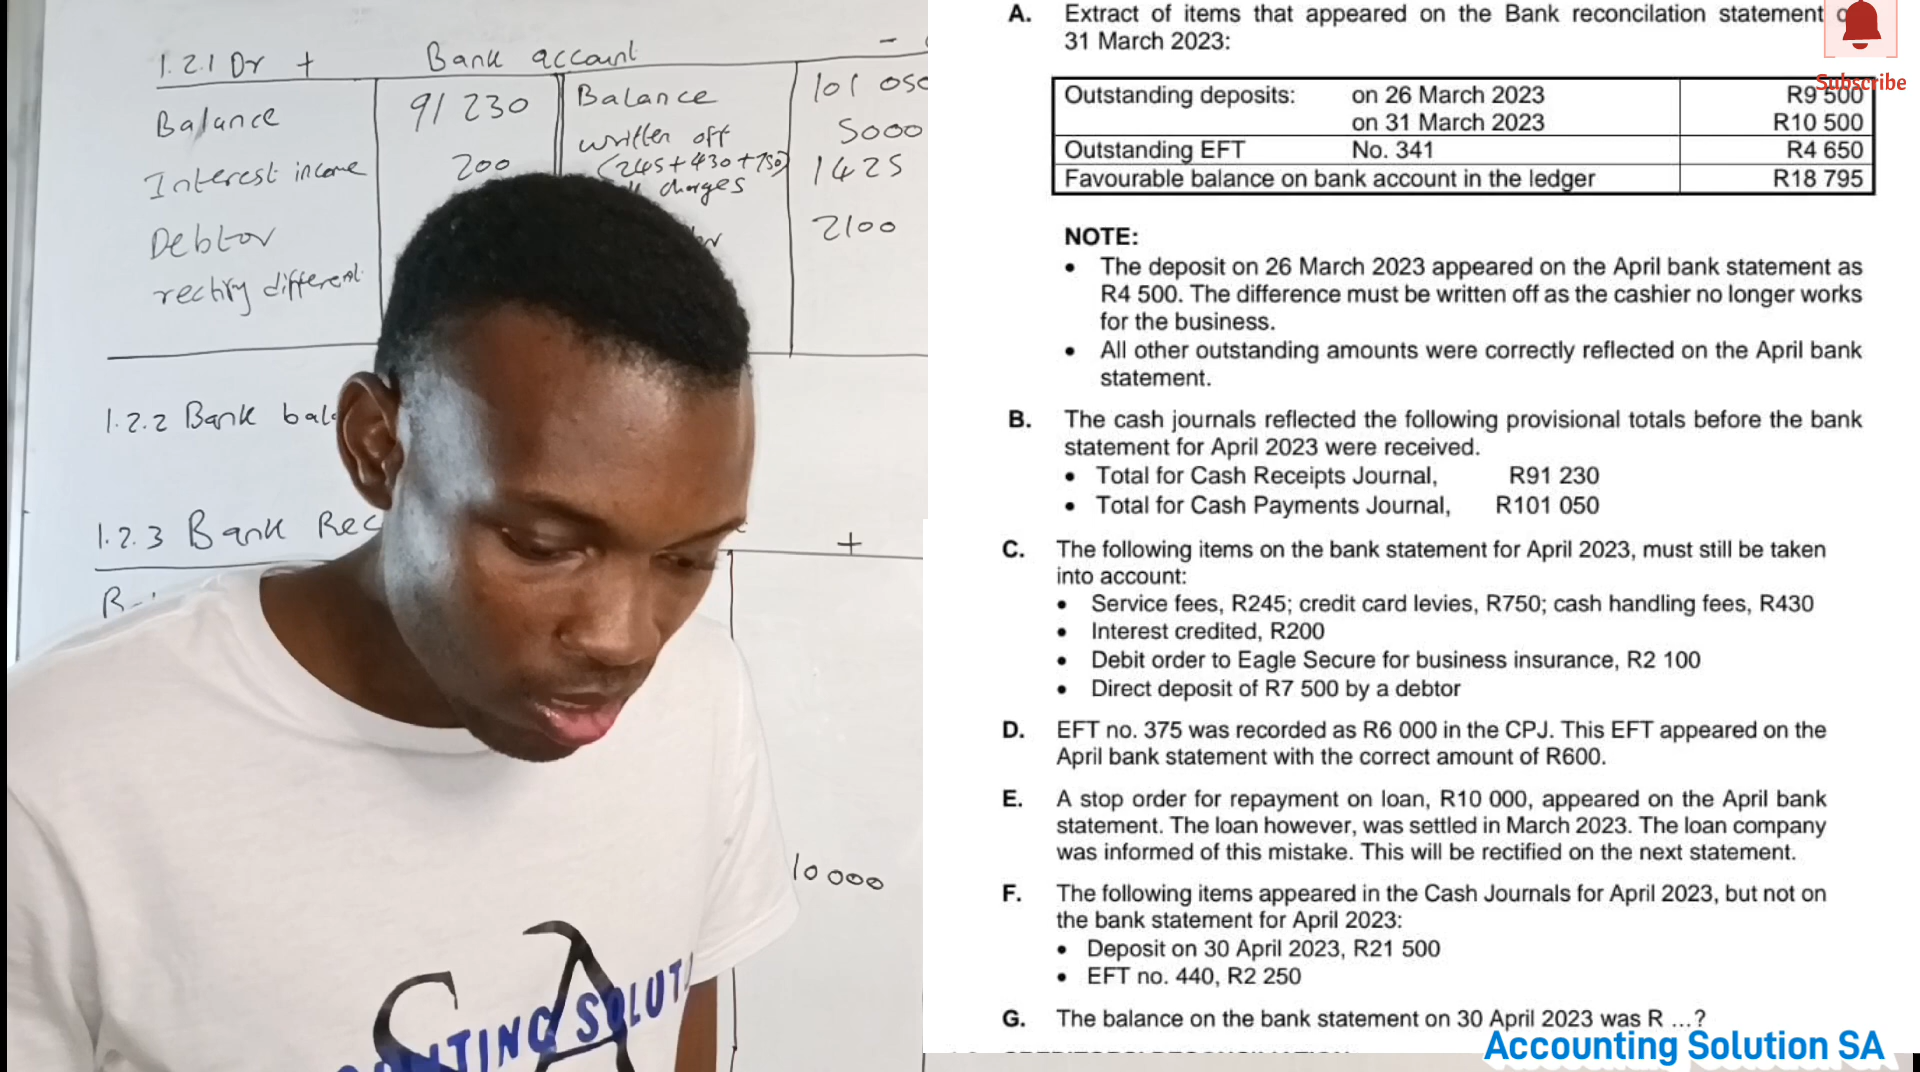 1.2.1 Dr + Bank account -
Balance 91 230 Balance 101 050
written off 5000
Interest income 200 (245+430+750) 1425
charges
Debtor 2100
rectify different
1.2.2 Bank bal
1.2.3 Bank Rec
+
10 000
SA
NTING SOLUT
A. Extract of items that appeared on the Bank reconcilation statement
31 March 2023:
Subscribe
Outstanding deposits: on 26 March 2023 R9 500
on 31 March 2023 R10 500
Outstanding EFT No. 341 R4 650
Favourable balance on bank account in the ledger R18 795
NOTE:
• The deposit on 26 March 2023 appeared on the April bank statement as
R4 500. The difference must be written off as the cashier no longer works
for the business.
• All other outstanding amounts were correctly reflected on the April bank
statement.
B. The cash journals reflected the following provisional totals before the bank
statement for April 2023 were received.
• Total for Cash Receipts Journal, R91 230
• Total for Cash Payments Journal, R101 050
C. The following items on the bank statement for April 2023, must still be taken
into account:
• Service fees, R245; credit card levies, R750; cash handling fees, R430
• Interest credited, R200
• Debit order to Eagle Secure for business insurance, R2 100
• Direct deposit of R7 500 by a debtor
D. EFT no. 375 was recorded as R6 000 in the CPJ. This EFT appeared on the
April bank statement with the correct amount of R600.
E. A stop order for repayment on loan, R10 000, appeared on the April bank
statement. The loan however, was settled in March 2023. The loan company
was informed of this mistake. This will be rectified on the next statement.
F. The following items appeared in the Cash Journals for April 2023, but not on
the bank statement for April 2023:
• Deposit on 30 April 2023, R21 500
• EFT no. 440, R2 250
G. The balance on the bank statement on 30 April 2023 was R ...?
Accounting Solution SA